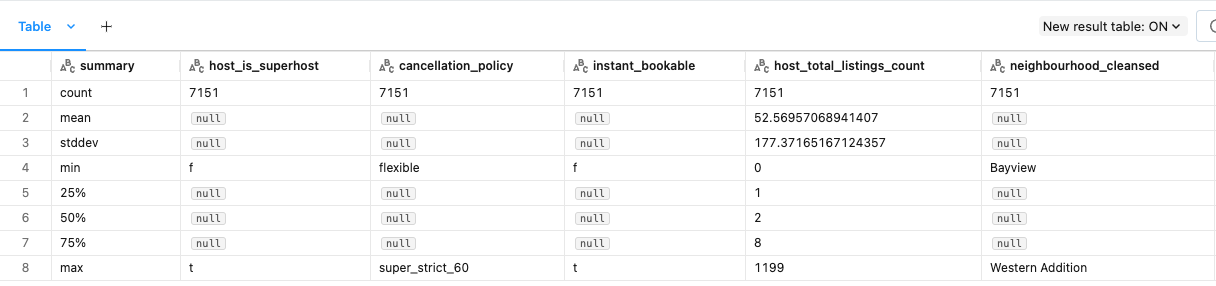 Table
New result table: ON
summary host_is_superhost cancellation_policy instant_bookable host_total_listings_count neighbourhood_cleansed
1 count 7151 7151 7151 7151 7151
2 mean null null null 52.56957068941407 null
3 stddev null null null 177.37165167124357 null
4 min f flexible f 0 Bayview
5 25% null null null 1 null
6 50% null null null 2 null
7 75% null null null 8 null
8 max t super_strict_60 t 1199 Western Addition